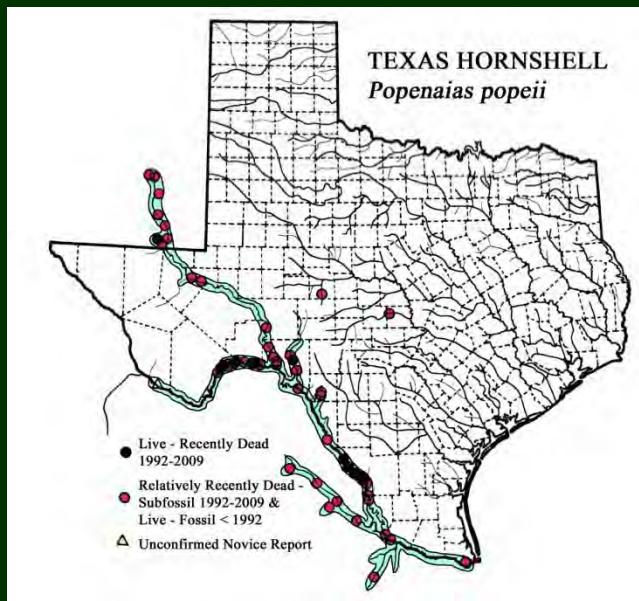 TEXAS HORNSHELL
Popenaias popeii
Live - Recently Dead
1992-2009
Relatively Recently Dead -
Subfossil 1992-2009 &
Live - Fossil < 1992
Unconfirmed Novice Report